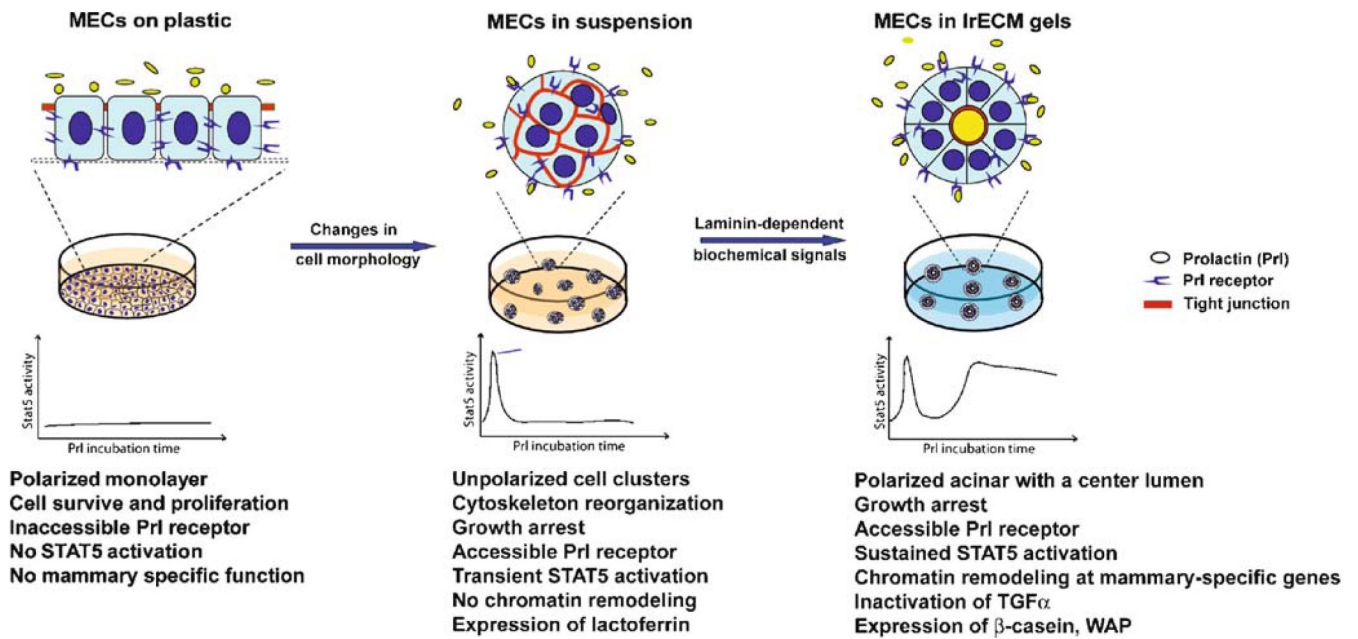 MECs on plastic
MECs in suspension
MECs in lrECM gels
Changes in
cell morphology
Laminin-dependent
biochemical signals
Prolactin (Prl)
Prl receptor
Tight junction
Stat5 activity
Prl incubation time
Stat5 activity
Prl incubation time
Stat5 activity
Prl incubation time
Polarized monolayer
Cell survive and proliferation
Inaccessible Prl receptor
No STAT5 activation
No mammary specific function
Unpolarized cell clusters
Cytoskeleton reorganization
Growth arrest
Accessible Prl receptor
Transient STAT5 activation
No chromatin remodeling
Expression of lactoferrin
Polarized acinar with a center lumen
Growth arrest
Accessible Prl receptor
Sustained STAT5 activation
Chromatin remodeling at mammary-specific genes
Inactivation of TGFα
Expression of β-casein, WAP